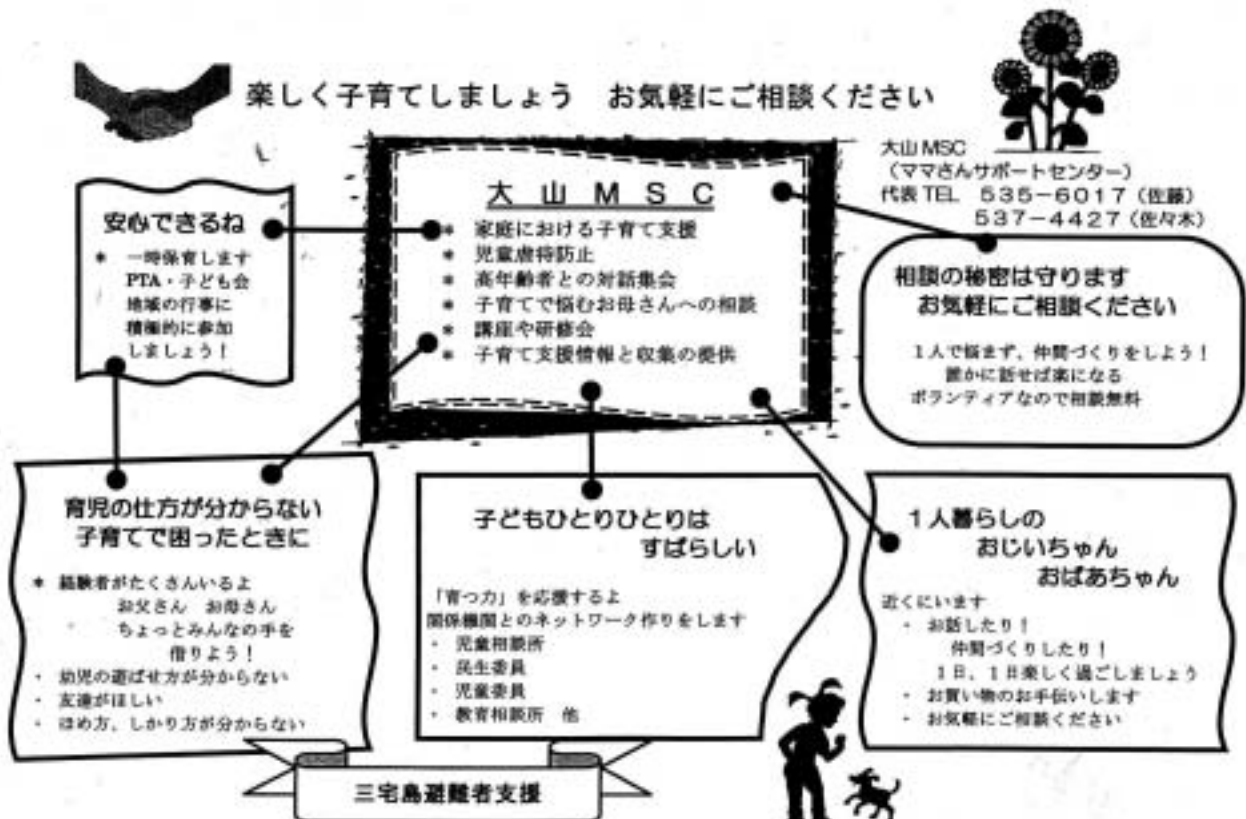 楽しく子育てしましょう　お気軽にご相談ください
大山 MSC
（ママさんサポートセンター）
代表 TEL　535－6017（佐藤）
537－4427（佐々木）
安心できるね
＊　一時保育します
PTA・子ども会
地域の行事に
積極的に参加
しましょう！
大 山 M S C
＊　家庭における子育て支援
＊　児童虐待防止
＊　高年齢者との対話集会
＊　子育てで悩むお母さんへの相談
＊　講座や研修会
＊　子育て支援情報と収集の提供
相談の秘密は守ります
お気軽にご相談ください
1人で悩まず、仲間づくりをしよう！
誰かに話せば楽になる
ボランティアなので相談無料
育児の仕方が分からない
子育てで困ったときに
＊　経験者がたくさんいるよ
お父さん　お母さん
ちょっとみんなの手を
借りよう！
・　幼児の遊ばせ方が分からない
・　友達がほしい
・　ほめ方、しかり方が分からない
子どもひとりひとりは
すばらしい
「育つ力」を応援するよ
関係機関とのネットワーク作りをします
・　児童相談所
・　民生委員
・　児童委員
・　教育相談所　他
1人暮らしの
おじいちゃん
おばあちゃん
近くにいます
・　お話したり！
仲間づくりしたり！
1日、1日楽しく過ごしましょう
・　お買い物のお手伝いします
・　お気軽にご相談ください
三宅島避難者支援